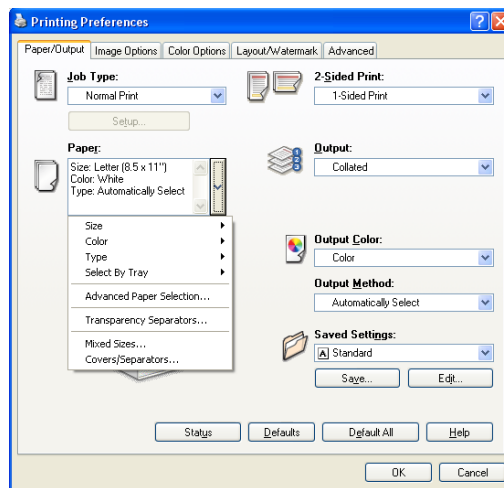 Printing Preferences
Paper/Output
Image Options
Color Options
Layout/Watermark
Advanced
Job Type:
Normal Print
Setup...
Paper:
Size: Letter (8.5 x 11")
Color: White
Type: Automatically Select
Size
Color
Type
Select By Tray
Advanced Paper Selection...
Transparency Separators...
Mixed Sizes...
Covers/Separators...
2-Sided Print:
1-Sided Print
1
2
3
Output:
Collated
Output Color:
Color
Output Method:
Automatically Select
Saved Settings:
A Standard
Save...
Edit...
Status
Defaults
Default All
Help
OK
Cancel